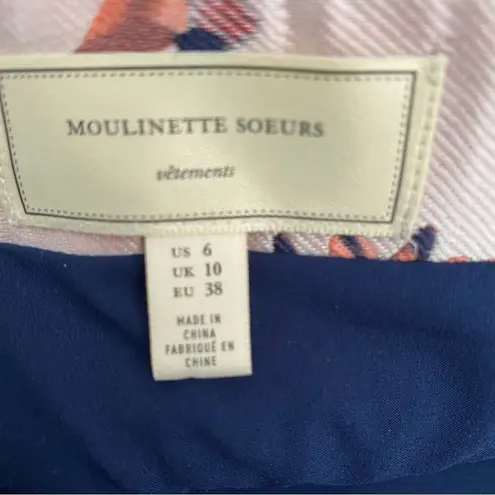 MOULINETTE SOEURS
vêtements
US 6
UK 10
EU 38
MADE IN
CHINA
FABRIQUÉ EN
CHINE